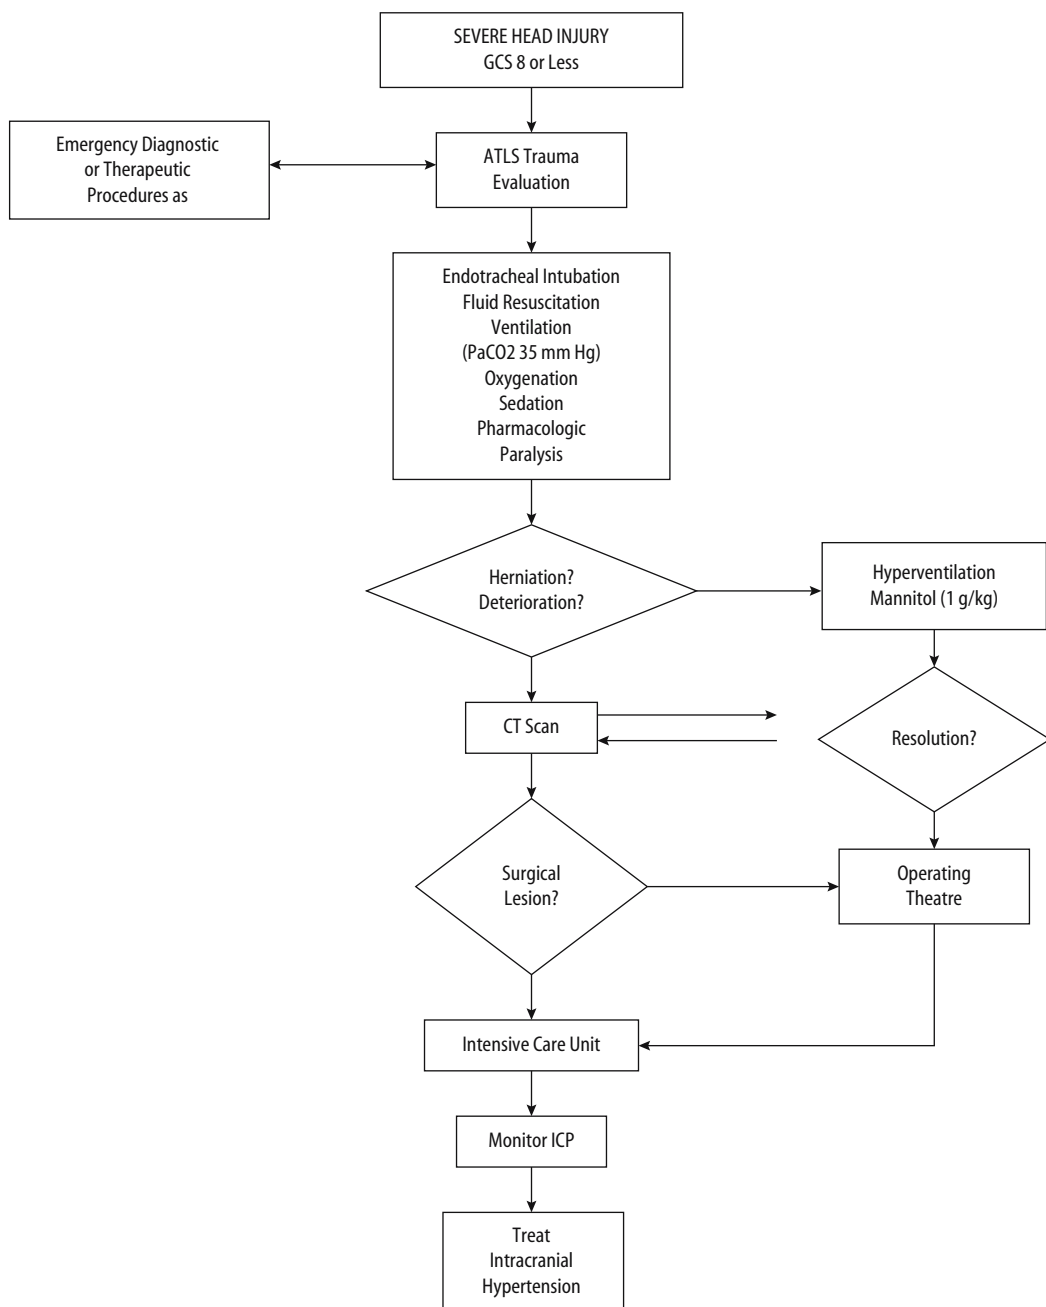 SEVERE HEAD INJURY
GCS 8 or Less
Emergency Diagnostic
or Therapeutic
Procedures as
ATLS Trauma
Evaluation
Endotracheal Intubation
Fluid Resuscitation
Ventilation
(PaCO2 35 mm Hg)
Oxygenation
Sedation
Pharmacologic
Paralysis
Herniation?
Deterioration?
Hyperventilation
Mannitol (1 g/kg)
CT Scan
Resolution?
Surgical
Lesion?
Operating
Theatre
Intensive Care Unit
Monitor ICP
Treat
Intracranial
Hypertension